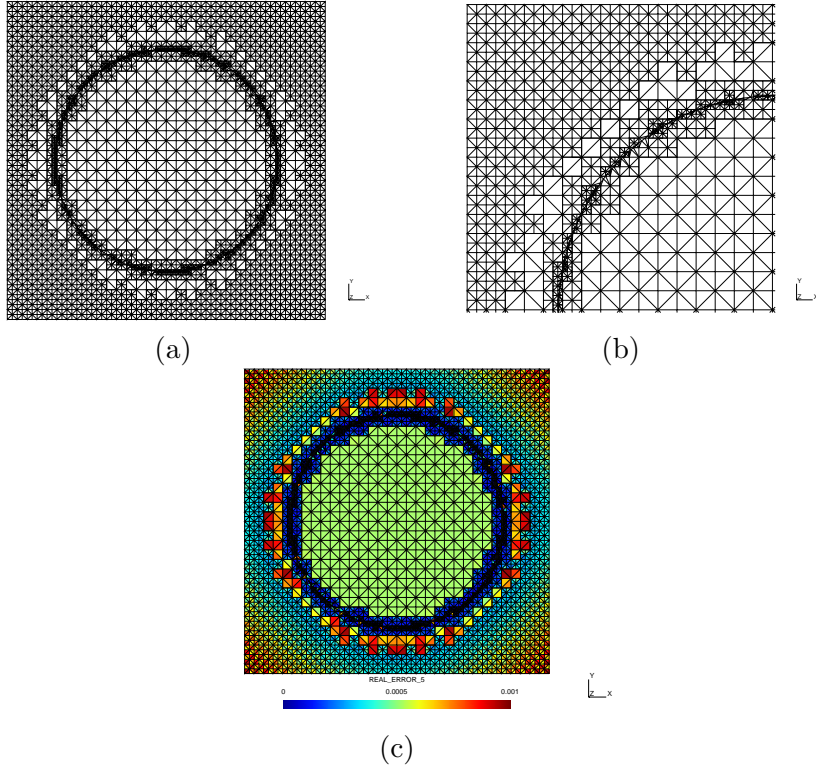 Y
Z X
Y
Z X
(a)
(b)
REAL_ERROR_5
0 0.0005 0.001
Y
Z X
(c)